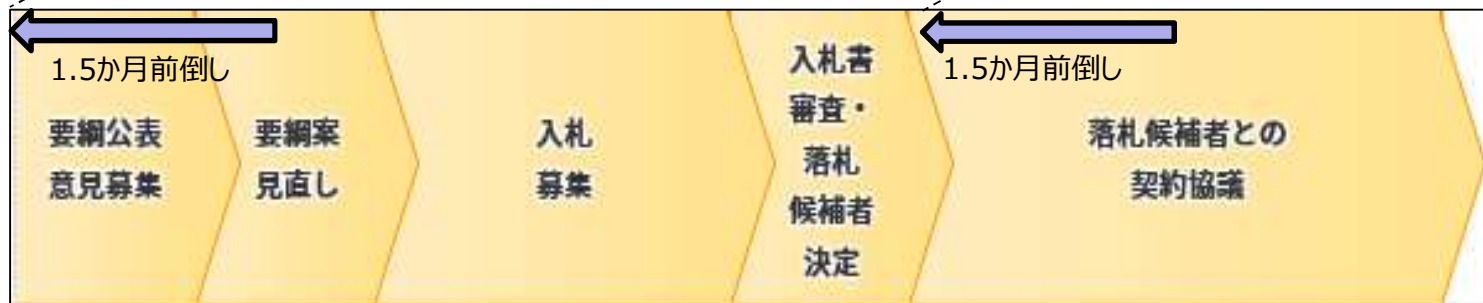 1.5か月前倒し
要綱公表
意見募集
要綱案
見直し
入札
募集
入札書
審査・
落札
候補者
決定
1.5か月前倒し
落札候補者との
契約協議